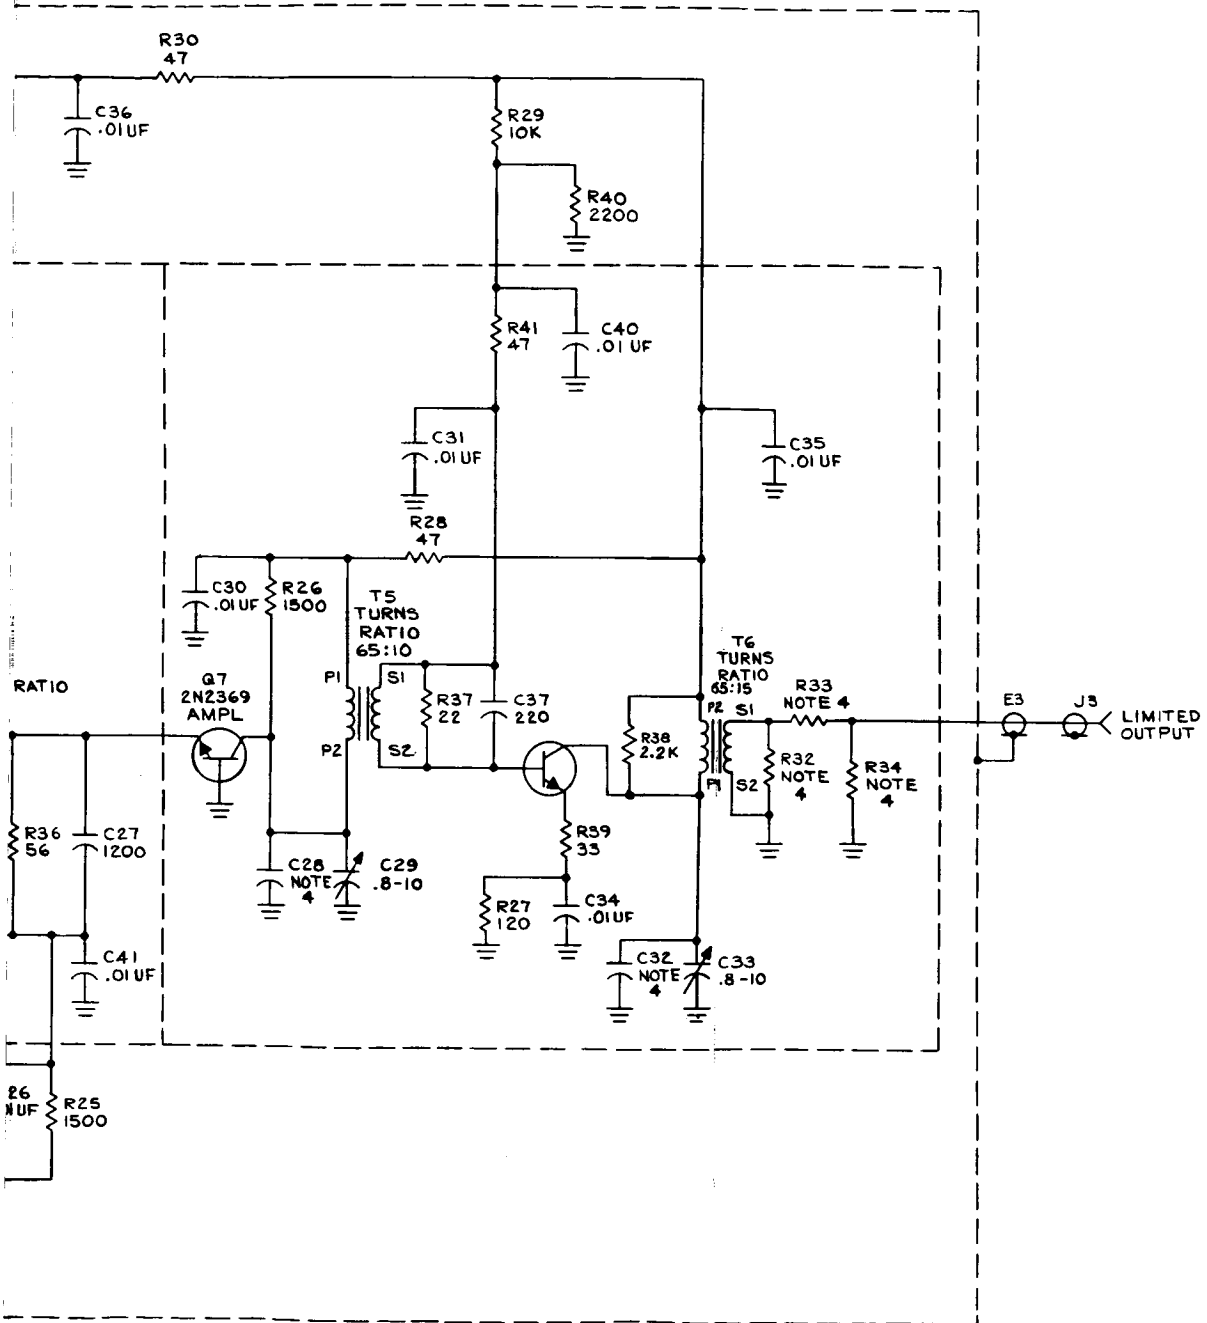 R30
47
C36
.01UF
R29
10K
R40
2200
R41
47
C40
.01UF
C31
.01UF
C35
.01UF
R28
47
C30
.01UF
R26
1500
T5
TURNS
RATIO
65:10
T6
TURNS
RATIO
65:15
RATIO
Q7
2N2369
AMPL
P1
S1
R37
22
C37
220
P2
S2
R38
2.2K
P2
S1
P1
S2
R33
NOTE 4
R32
NOTE
4
R34
NOTE
4
E3
J3
LIMITED
OUTPUT
R36
56
C27
1200
C28
NOTE
4
C29
.8-10
R39
33
R27
120
C34
.01UF
C41
.01UF
C32
NOTE
4
C33
.8-10
26
UF
R25
1500